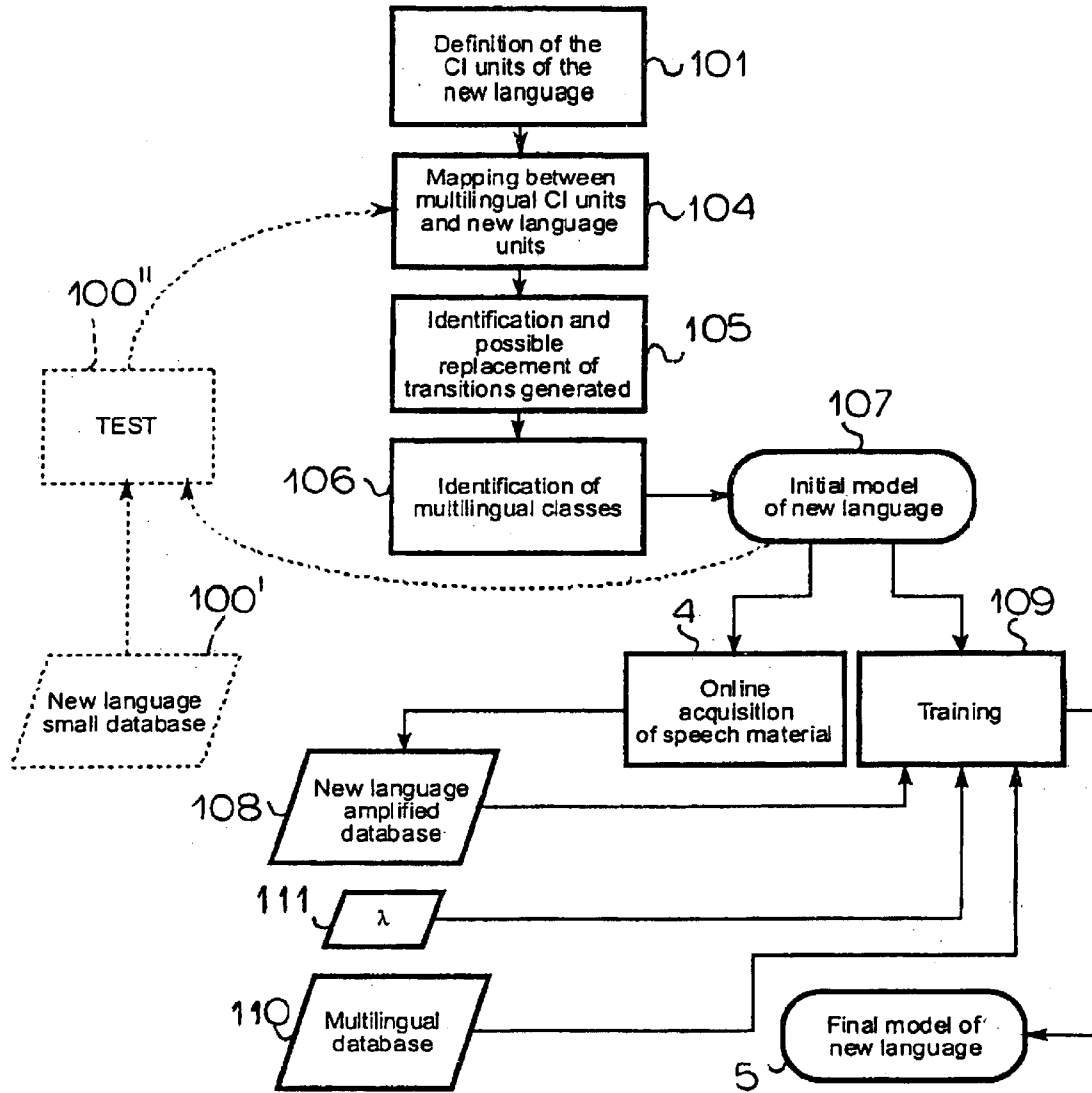 Definition of the
CI units of the
new language
101
Mapping between
multilingual CI units
and new language
units
104
100"
Identification and
possible
replacement of
transitions generated
105
TEST
107
106
Identification of
multilingual classes
Initial model
of new language
100'
4
109
New language
small database
Online
acquisition
of speech material
Training
108
New language
amplified
database
111
λ
110
Multilingual
database
Final model of
new language
5